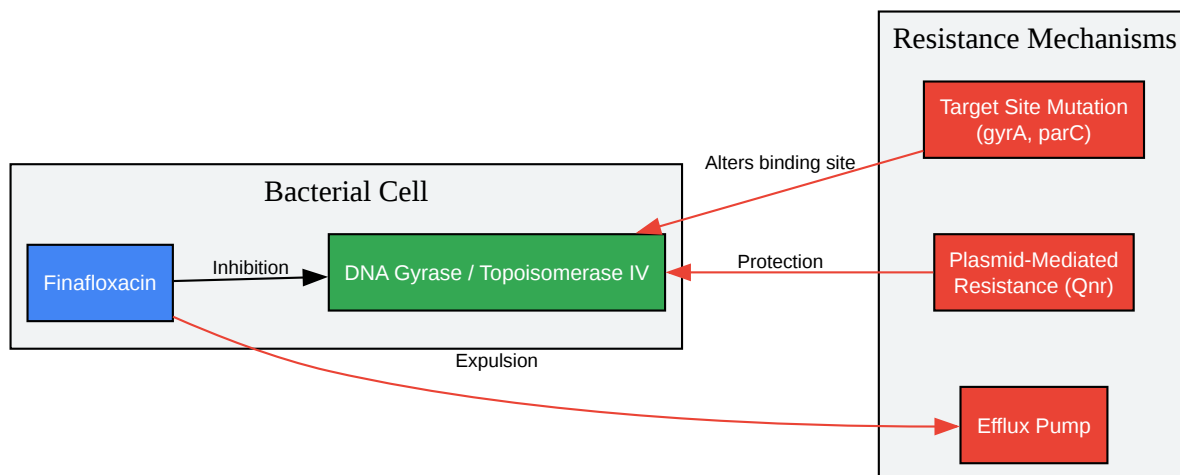 Resistance Mechanisms
Target Site Mutation
(gyrA, parC)
Alters binding site
Bacterial Cell
Finafloxacin
Inhibition
DNA Gyrase / Topoisomerase IV
Protection
Plasmid-Mediated
Resistance (Qnr)
Expulsion
Efflux Pump